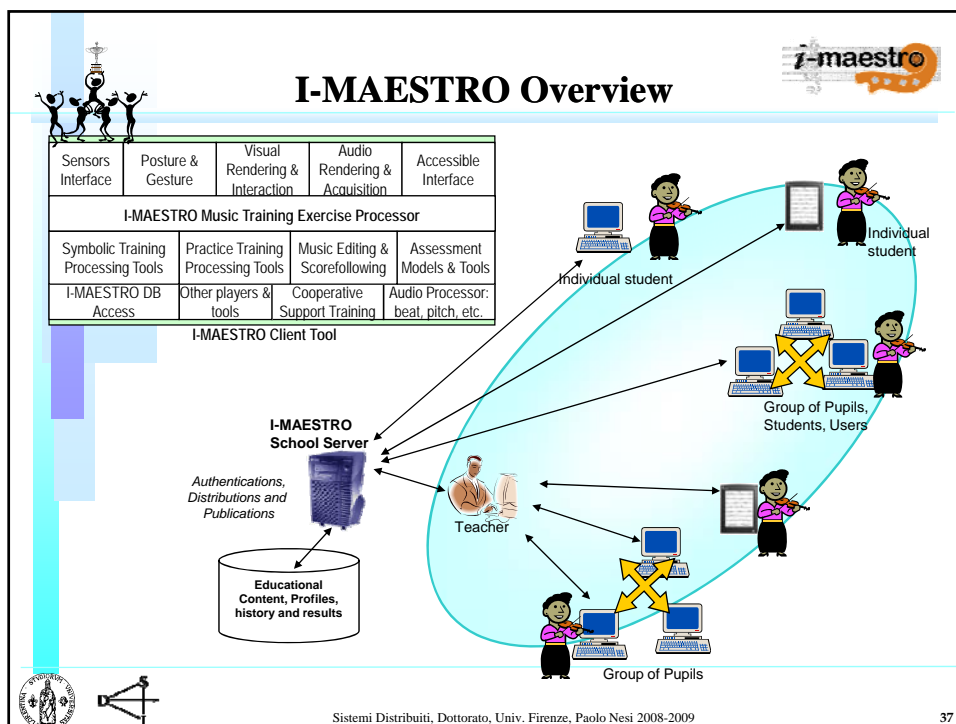 i-maestro
I-MAESTRO Overview
Sensors
Interface
Posture &
Gesture
Visual
Rendering &
Interaction
Audio
Rendering &
Acquisition
Accessible
Interface
I-MAESTRO Music Training Exercise Processor
Symbolic Training
Processing Tools
Practice Training
Processing Tools
Music Editing &
Scorefollowing
Assessment
Models & Tools
I-MAESTRO DB
Access
Other players &
tools
Cooperative
Support Training
Audio Processor:
beat, pitch, etc.
I-MAESTRO Client Tool
Individual student
Individual
student
Group of Pupils,
Students, Users
I-MAESTRO
School Server
Authentications,
Distributions and
Publications
Teacher
Educational
Content, Profiles,
history and results
Group of Pupils
D S I
Sistemi Distribuiti, Dottorato, Univ. Firenze, Paolo Nesi 2008-2009
37